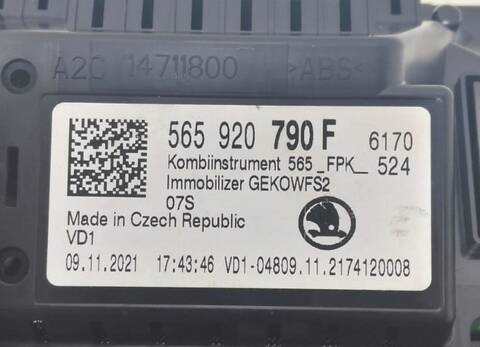 A2C 14711800 >ABS<
565 920 790 F 6170
Kombiinstrument 565_FPK_ 524
Immobilizer GEKOWFS2
07S
Made in Czech Republic
VD1
09.11.2021 17:43:46 VD1-04809.11.2174120008